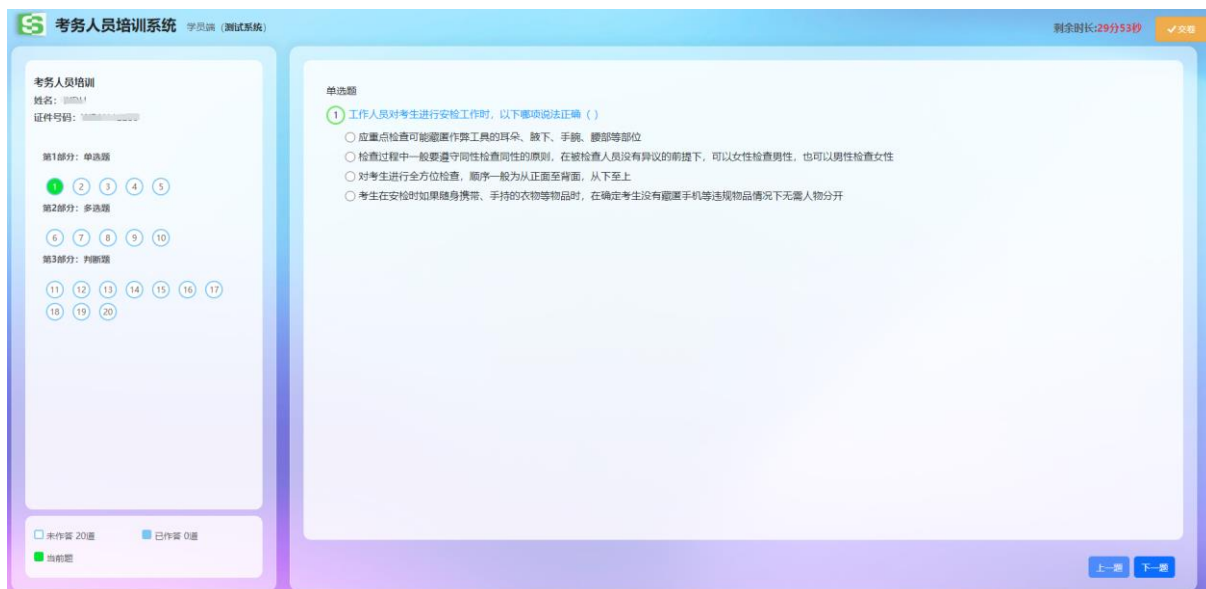 考务人员培训系统 学员端（测试系统）
剩余时长:29分53秒
交卷
考务人员培训
姓名：
证件号码：
第1部分：单选题
1 2 3 4 5
第2部分：多选题
6 7 8 9 10
第3部分：判断题
11 12 13 14 15 16 17
18 19 20
未作答 20道 已作答 0道
当前题
单选题
1 工作人员对考生进行安检工作时，以下哪项说法正确（ ）
应重点检查可能藏匿作弊工具的耳朵、腋下、手腕、腰部等部位
检查过程中一般要遵守同性检查同性的原则，在被检查人员没有异议的前提下，可以女性检查男性，也可以男性检查女性
对考生进行全方位检查，顺序一般为从正面至背面，从下至上
考生在安检时如果随身携带、手持的衣物等物品时，在确定考生没有藏匿手机等违规物品情况下无需人物分开
上一题 下一题